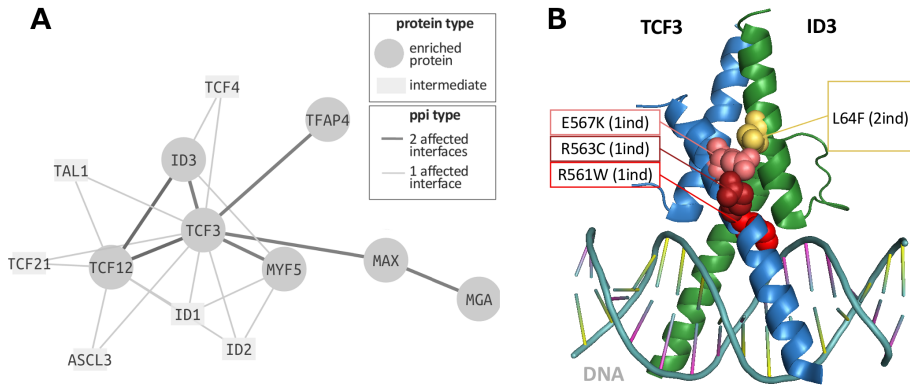 A
protein type
enriched
protein
intermediate
ppi type
2 affected
interfaces
1 affected
interface
TCF4
TFAP4
ID3
TAL1
TCF3
TCF21
TCF12
MYF5
MAX
MGA
ID1
ID2
ASCL3
B
TCF3
ID3
E567K (1ind)
R563C (1ind)
R561W (1ind)
L64F (2ind)
DNA